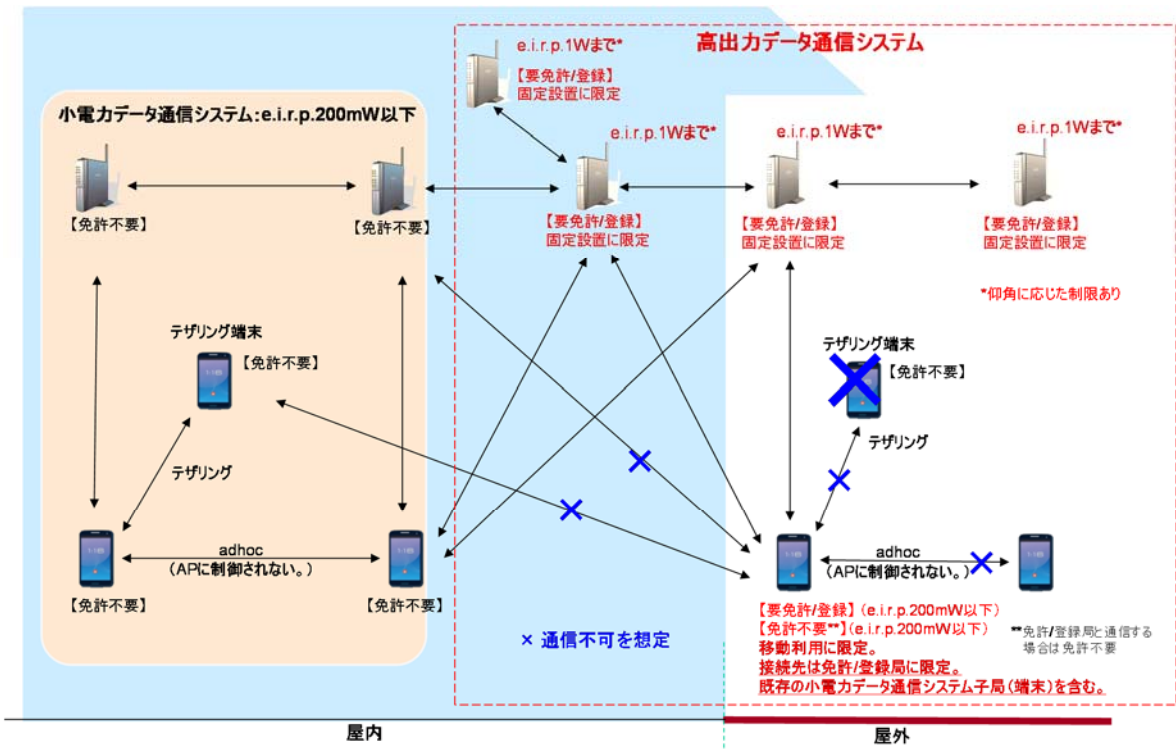 高出力データ通信システム
e.i.r.p.1Wまで*
【要免許/登録】
固定設置に限定
小電力データ通信システム:e.i.r.p.200mW以下
【免許不要】
【免許不要】
e.i.r.p.1Wまで*
【要免許/登録】
固定設置に限定
e.i.r.p.1Wまで*
【要免許/登録】
固定設置に限定
e.i.r.p.1Wまで*
【要免許/登録】
固定設置に限定
*仰角に応じた制限あり
テザリング端末
【免許不要】
テザリング
テザリング端末
【免許不要】
テザリング
adhoc
(APに制御されない。)
【免許不要】
【免許不要】
adhoc
(APに制御されない。)
× 通信不可を想定
【要免許/登録】(e.i.r.p.200mW以下)
【免許不要**】(e.i.r.p.200mW以下)
移動利用に限定。
接続先は免許/登録局に限定。
既存の小電力データ通信システム子局(端末)を含む。
**免許/登録局と通信する
場合は免許不要
屋内
屋外